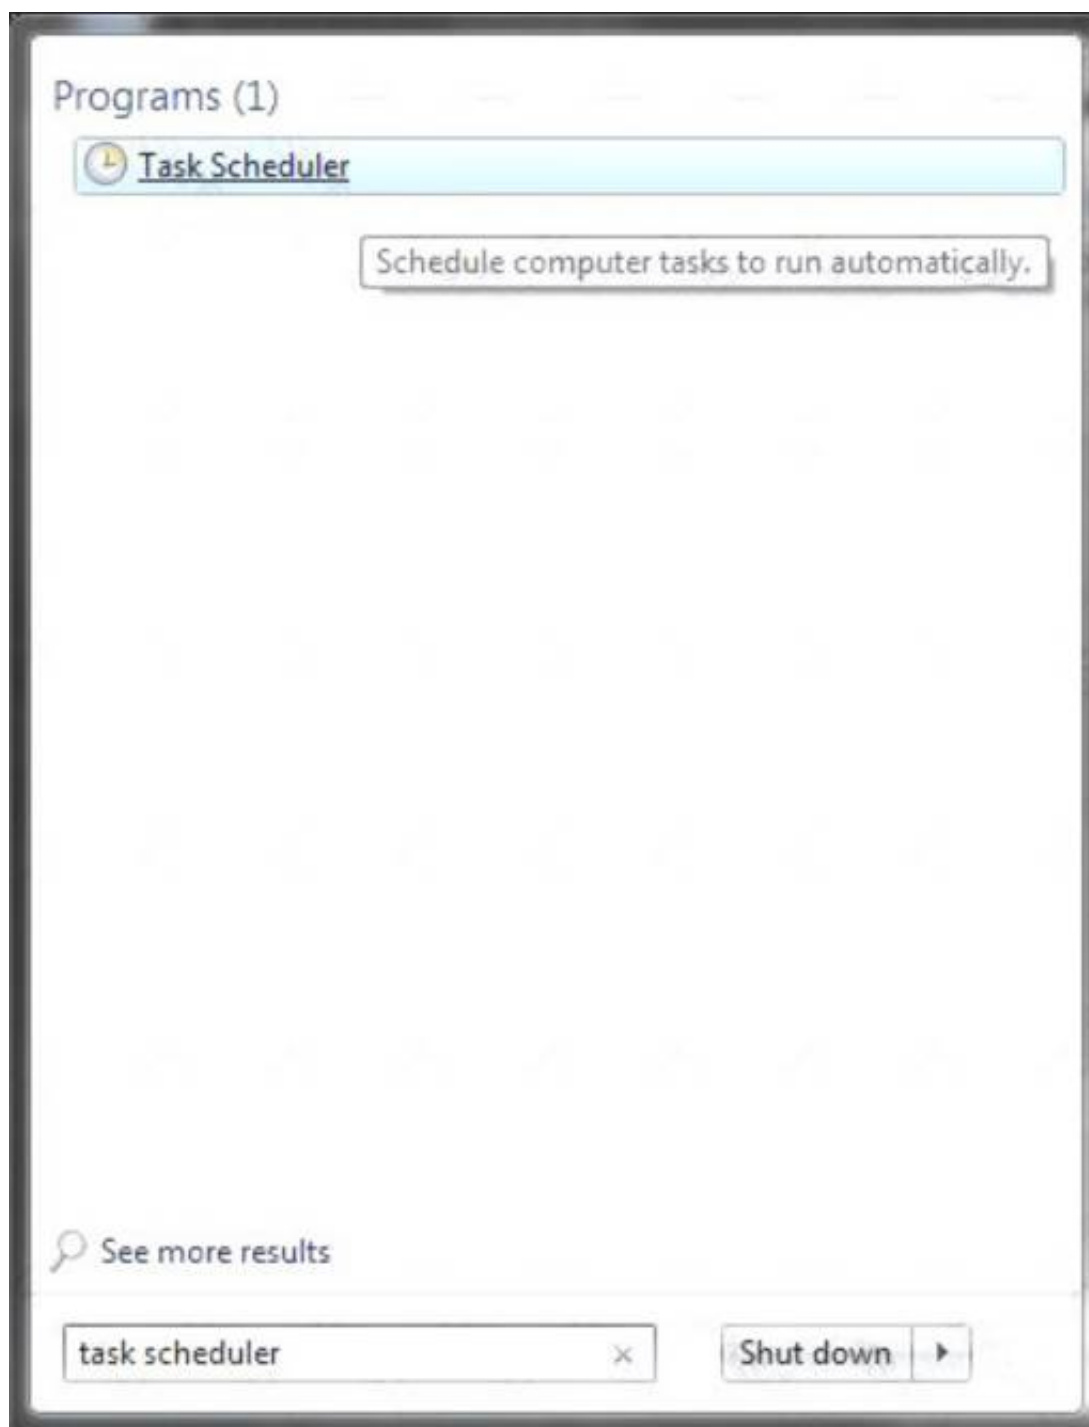 Programs (1)
Task Scheduler
Schedule computer tasks to run automatically.
See more results
task scheduler
Shut down